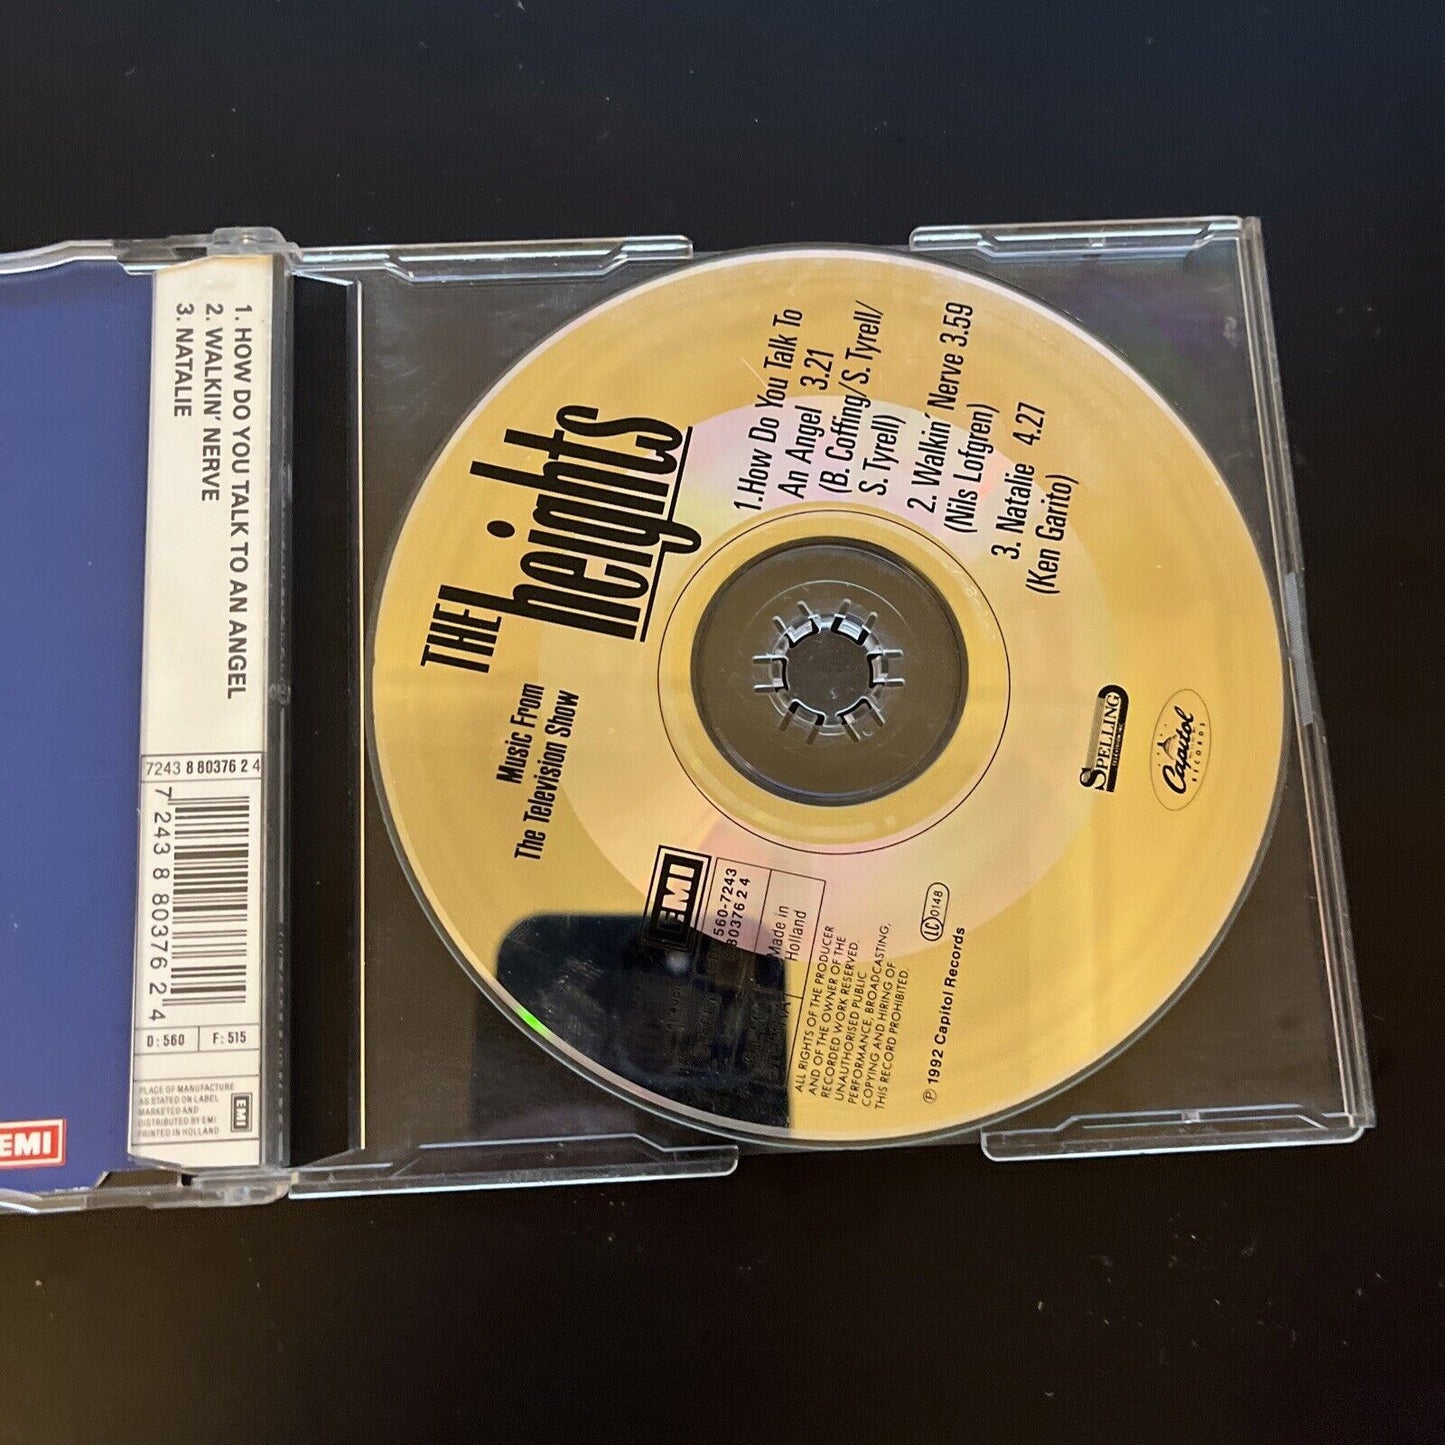 1. HOW DO YOU TALK TO AN ANGEL
2. WALKIN' NERVE
3. NATALIE
7243 8 80376 2 4
7 243 8 80376 2 4
D: 560
F: 515
PLACE OF MANUFACTURE
AS STATED ON LABEL
MARKETED AND
DISTRIBUTED BY EMI
PRINTED IN HOLLAND
EMI
EMI
THE
heights
Music From
The Television Show
1.How Do You Talk To
An Angel 3.21
(B. Coffing/S. Tyrell/
S. Tyrell)
2. Walkin´ Nerve 3.59
(Nils Lofgren)
3. Natalie 4.27
(Ken Garito)
SPELLING
Capitol
RECORDS
EMI
560-7243
80376 2 4
Made in
Holland
ALL RIGHTS OF THE PRODUCER
AND OF THE OWNER OF THE
RECORDED WORK RESERVED.
UNAUTHORISED PUBLIC
PERFORMANCE, BROADCASTING,
COPYING AND HIRING OF
THIS RECORD PROHIBITED.
LC 0148
℗ 1992 Capitol Records